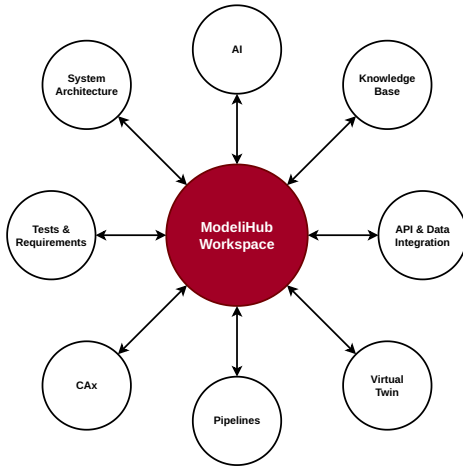 AI
System
Architecture
Knowledge
Base
ModeliHub
Workspace
Tests &
Requirements
API & Data
Integration
CAx
Virtual
Twin
Pipelines